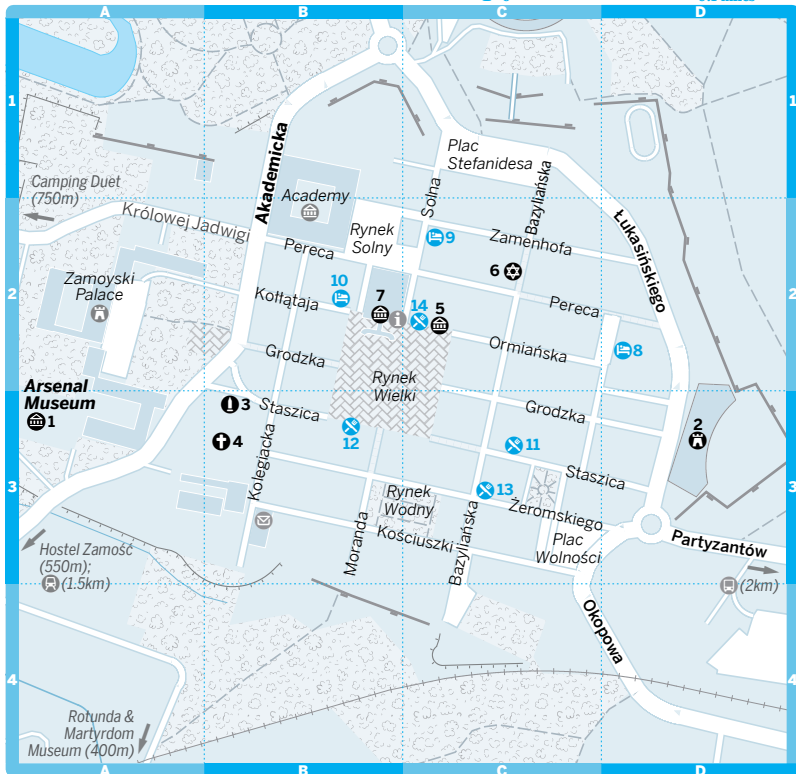 A
B
C
D
1
1
Plac
Stefanidesa
Akademicka
Camping Duet
(750m)
Academy
Solna
Bazyliańska
Królowej Jadwigi
Rynek
Solny
9
Zamenhofa
Łukasińskiego
Pereca
6
2
2
Zamoyski
Palace
10
Kołłątaja
7
i
14
5
Pereca
Ormiańska
8
Grodzka
Rynek
Wielki
Arsenal
Museum
1
3
Staszica
12
Grodzka
2
4
11
Kolegiacka
Staszica
3
3
Rynek
Wodny
13
Żeromskiego
Moranda
Kościuszki
Bazyliańska
Plac
Wolności
Partyzantów
Hostel Zamość
(550m);
(1.5km)
(2km)
Okopowa
4
4
Rotunda &
Martyrdom
Museum (400m)
A
B
C
D